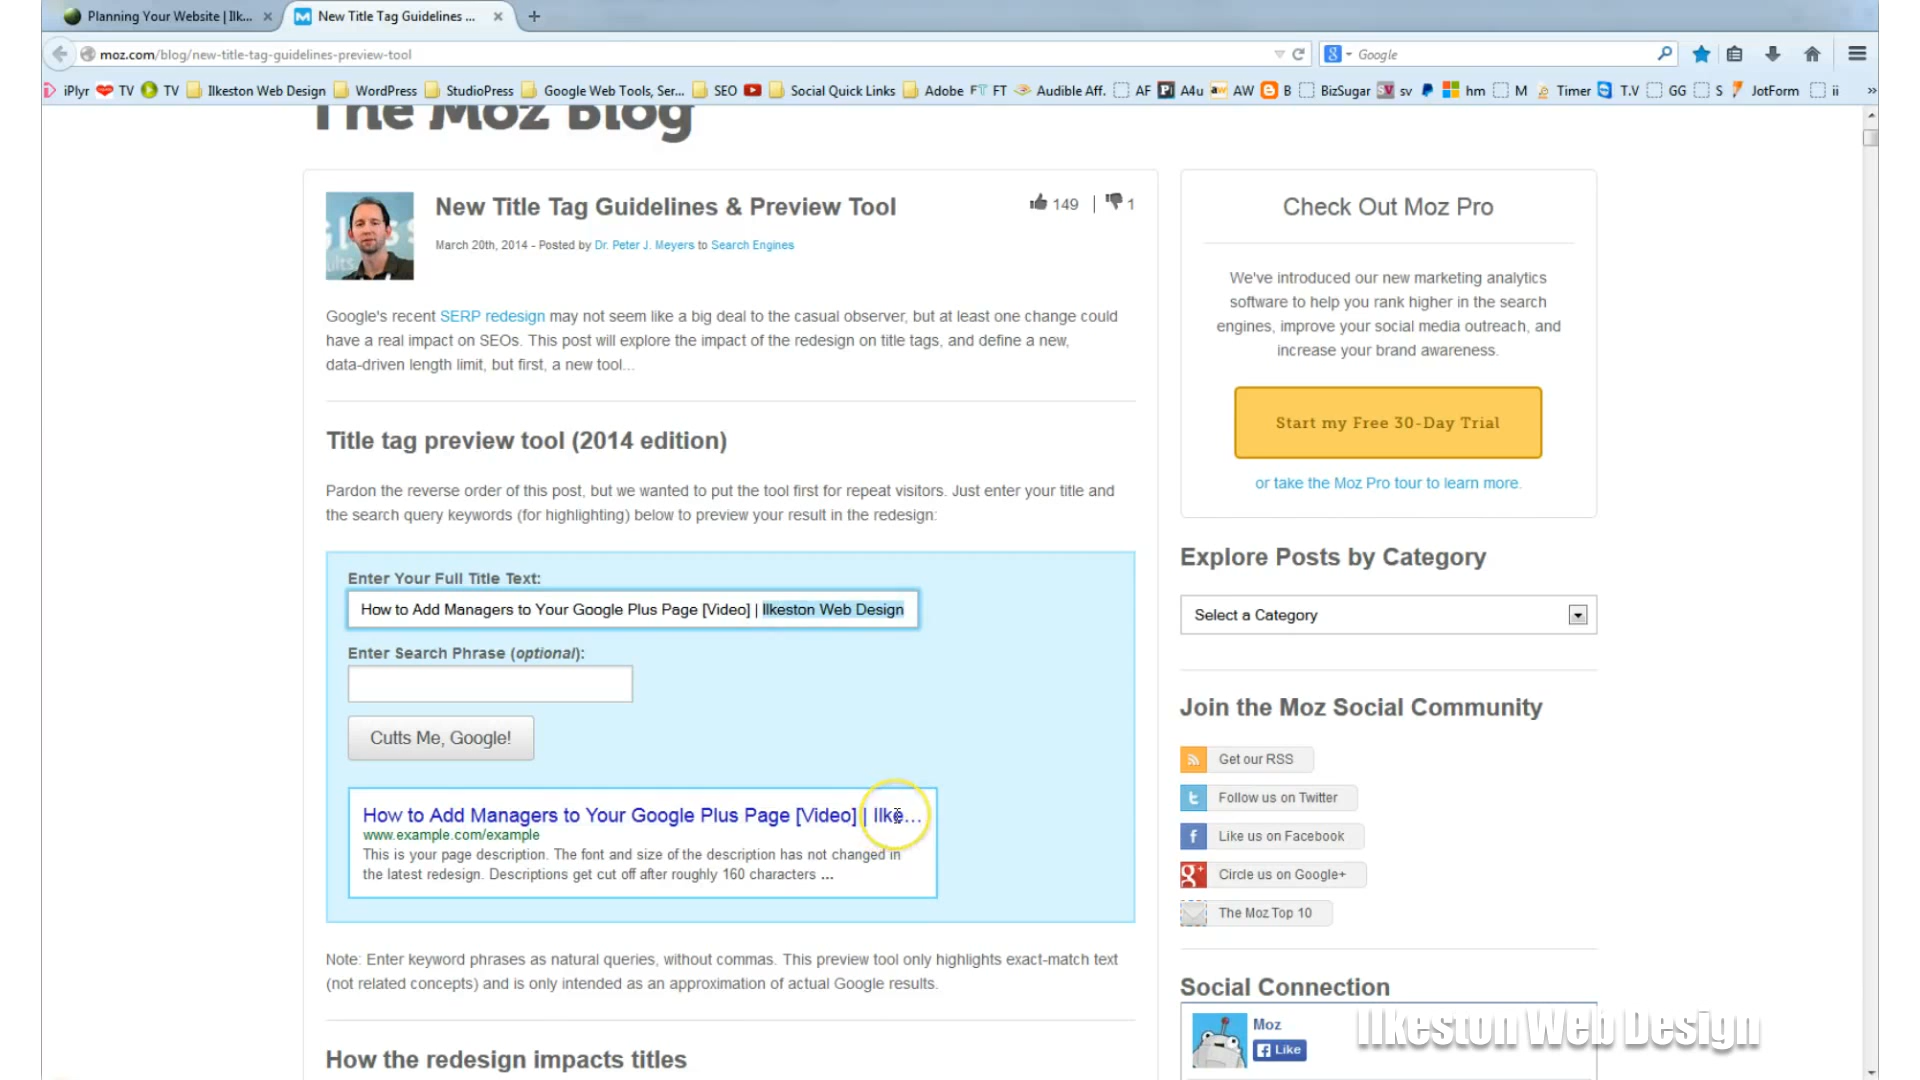 Planning Your Website | Ilk...
New Title Tag Guidelines ...
moz.com/blog/new-title-tag-guidelines-preview-tool
Google
iPlyr TV TV Ilkeston Web Design WordPress StudioPress Google Web Tools, Ser... SEO Social Quick Links Adobe FT FT Audible Aff. AF A4u AW B BizSugar sv hm M Timer T.V GG S JotForm ii »
The Moz Blog
New Title Tag Guidelines & Preview Tool
149 | 1
March 20th, 2014 - Posted by Dr. Peter J. Meyers to Search Engines
Google's recent SERP redesign may not seem like a big deal to the casual observer, but at least one change could
have a real impact on SEOs. This post will explore the impact of the redesign on title tags, and define a new,
data-driven length limit, but first, a new tool...
Title tag preview tool (2014 edition)
Pardon the reverse order of this post, but we wanted to put the tool first for repeat visitors. Just enter your title and
the search query keywords (for highlighting) below to preview your result in the redesign:
Enter Your Full Title Text:
How to Add Managers to Your Google Plus Page [Video] | Ilkeston Web Design
Enter Search Phrase (optional):
Cutts Me, Google!
How to Add Managers to Your Google Plus Page [Video] | Ilke...
www.example.com/example
This is your page description. The font and size of the description has not changed in
the latest redesign. Descriptions get cut off after roughly 160 characters ...
Note: Enter keyword phrases as natural queries, without commas. This preview tool only highlights exact-match text
(not related concepts) and is only intended as an approximation of actual Google results.
How the redesign impacts titles
Check Out Moz Pro
We've introduced our new marketing analytics
software to help you rank higher in the search
engines, improve your social media outreach, and
increase your brand awareness.
Start my Free 30-Day Trial
or take the Moz Pro tour to learn more.
Explore Posts by Category
Select a Category
Join the Moz Social Community
Get our RSS
Follow us on Twitter
Like us on Facebook
Circle us on Google+
The Moz Top 10
Social Connection
Moz
Like
Ilkeston Web Design